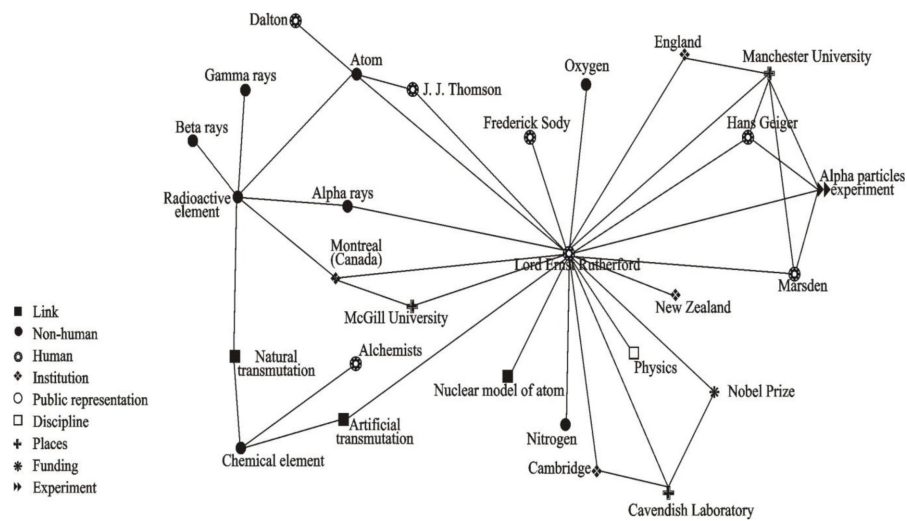 Dalton
England
Manchester University
Atom
Oxygen
Gamma rays
J. J. Thomson
Frederick Sody
Hans Geiger
Beta rays
Alpha particles
experiment
Radioactive
element
Alpha rays
Montreal
(Canada)
Lord Ernst Rutherford
Marsden
New Zealand
McGill University
Link
Non-human
Human
Institution
Public representation
Discipline
Places
Funding
Experiment
Natural
transmutation
Alchemists
Nuclear model of atom
Physics
Nobel Prize
Artificial
transmutation
Nitrogen
Chemical element
Cambridge
Cavendish Laboratory